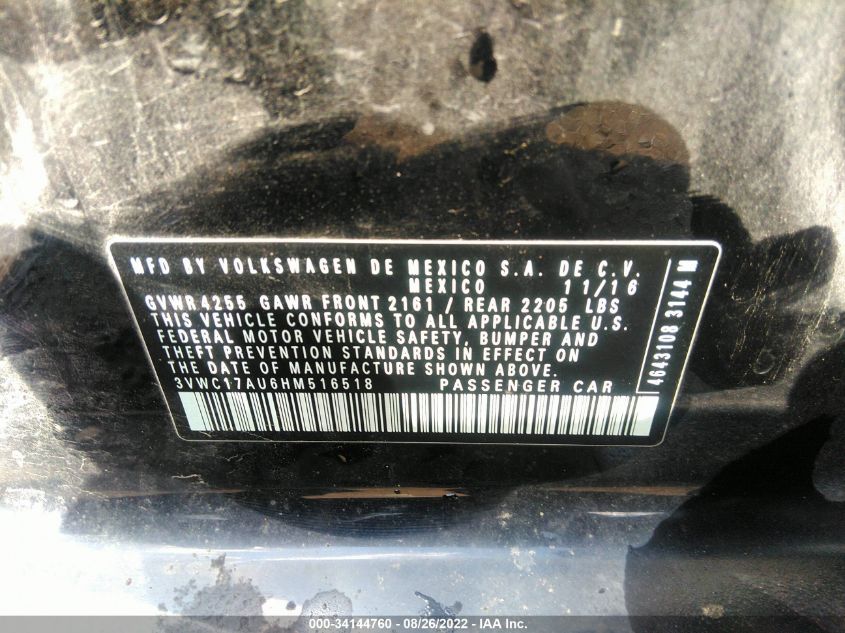 MFD BY VOLKSWAGEN DE MEXICO S.A. DE C.V.
MEXICO 11/16
GVWR 4255 GAWR FRONT 2161 / REAR 2205 LBS
THIS VEHICLE CONFORMS TO ALL APPLICABLE U.S.
FEDERAL MOTOR VEHICLE SAFETY, BUMPER AND
THEFT PREVENTION STANDARDS IN EFFECT ON
THE DATE OF MANUFACTURE SHOWN ABOVE.
3VWC17AU6HM516518 PASSENGER CAR
4643108 3144 M
000-34144760 - 08/26/2022 - IAA Inc.